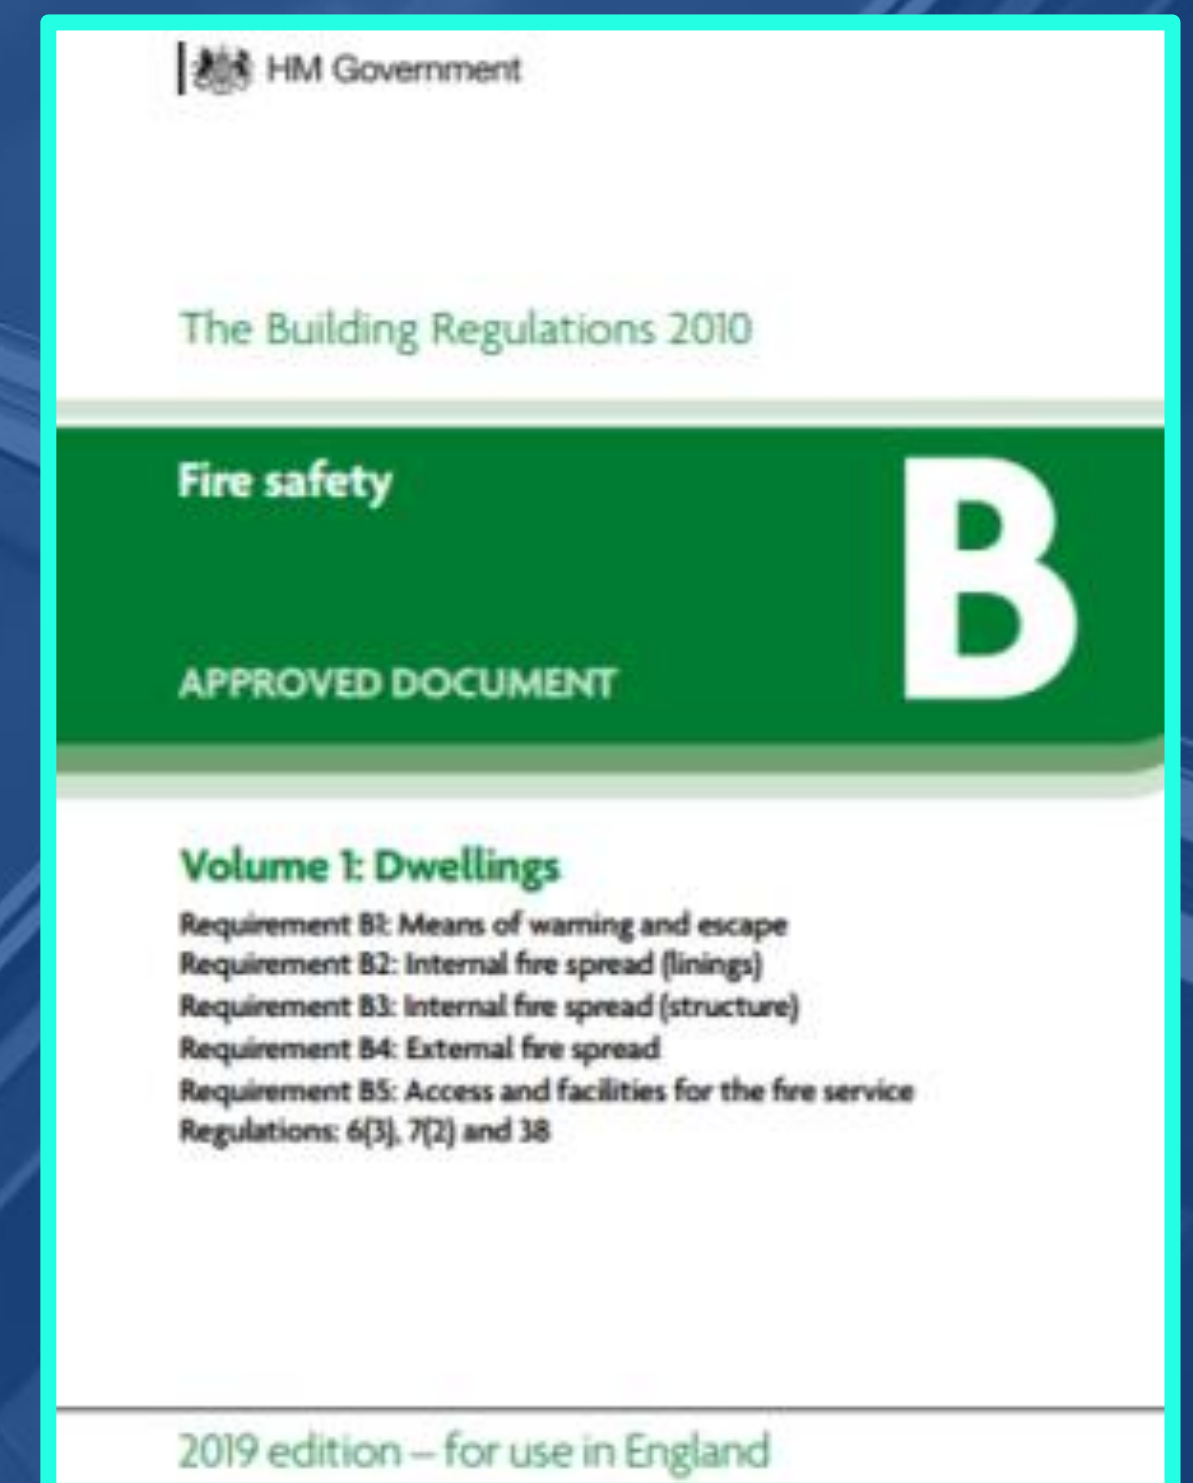 HM Government
The Building Regulations 2010
Fire safety
B
APPROVED DOCUMENT
Volume 1: Dwellings
Requirement B1: Means of warning and escape
Requirement B2: Internal fire spread (linings)
Requirement B3: Internal fire spread (structure)
Requirement B4: External fire spread
Requirement B5: Access and facilities for the fire service
Regulations: 6(3), 7(2) and 38
2019 edition – for use in England